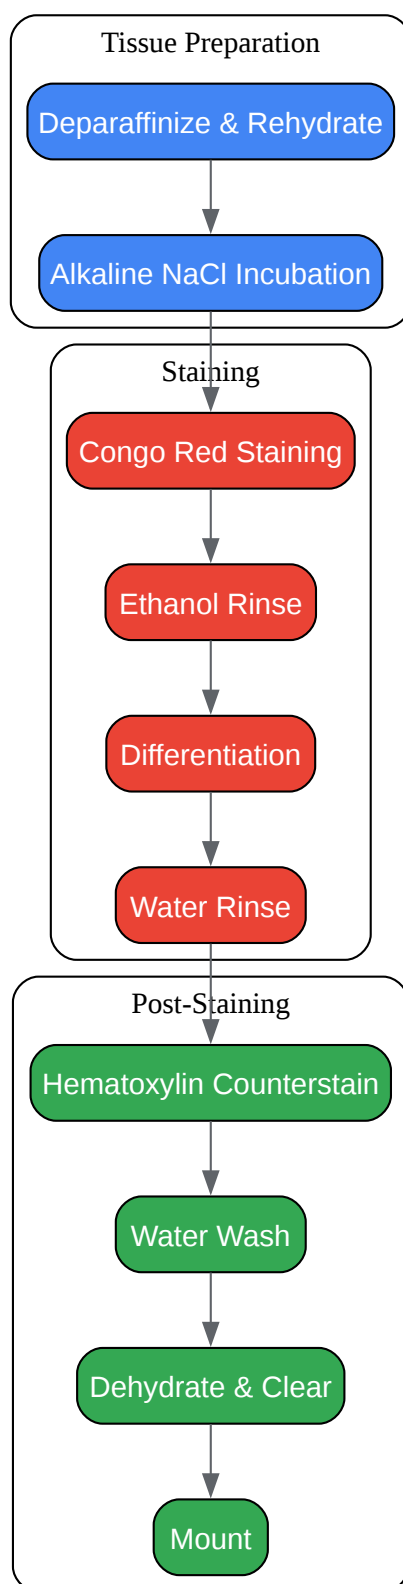 Tissue Preparation
Deparaffinize & Rehydrate
Alkaline NaCl Incubation
Staining
Congo Red Staining
Ethanol Rinse
Differentiation
Water Rinse
Post-Staining
Hematoxylin Counterstain
Water Wash
Dehydrate & Clear
Mount